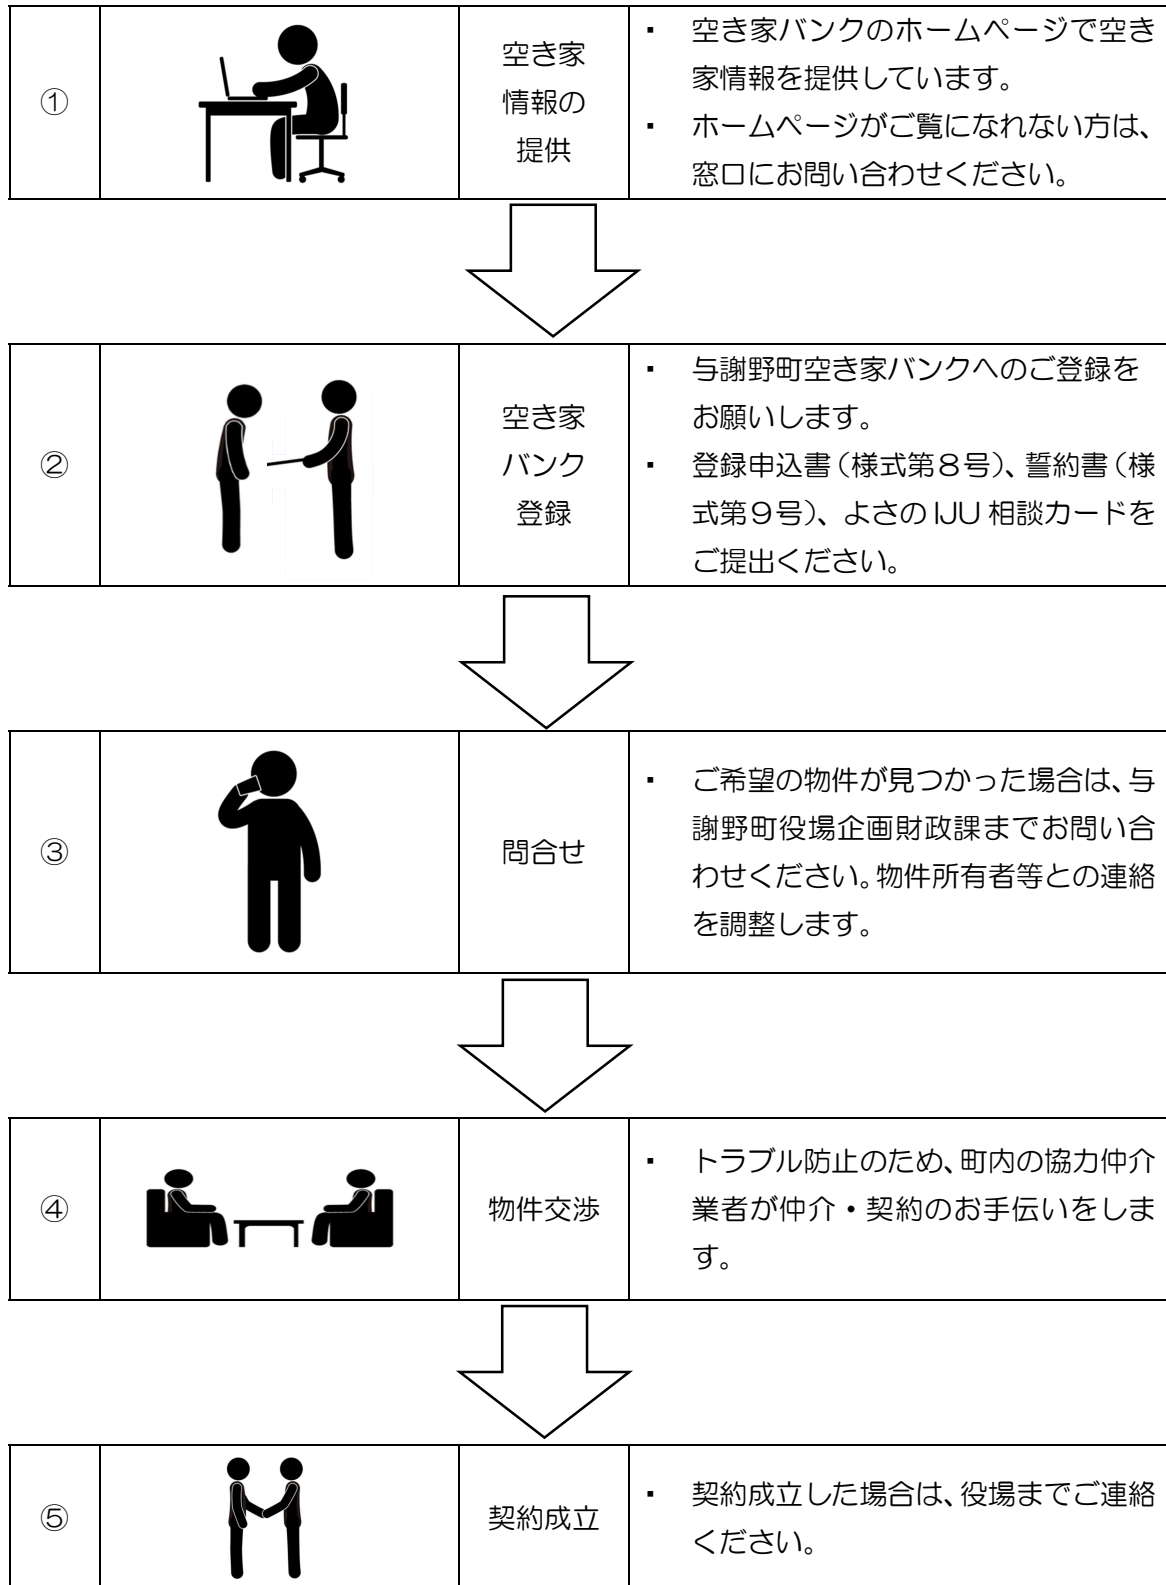 ①
空き家
情報の
提供
・ 空き家バンクのホームページで空き
家情報を提供しています。
・ ホームページがご覧になれない方は、
窓口にお問い合わせください。
②
空き家
バンク
登録
・ 与謝野町空き家バンクへのご登録を
お願いします。
・ 登録申込書（様式第８号）、誓約書（様
式第９号）、よさの IJU 相談カードを
ご提出ください。
③
問合せ
・ ご希望の物件が見つかった場合は、与
謝野町役場企画財政課までお問い合
わせください。物件所有者等との連絡
を調整します。
④
物件交渉
・ トラブル防止のため、町内の協力仲介
業者が仲介・契約のお手伝いをしま
す。
⑤
契約成立
・ 契約成立した場合は、役場までご連絡
ください。